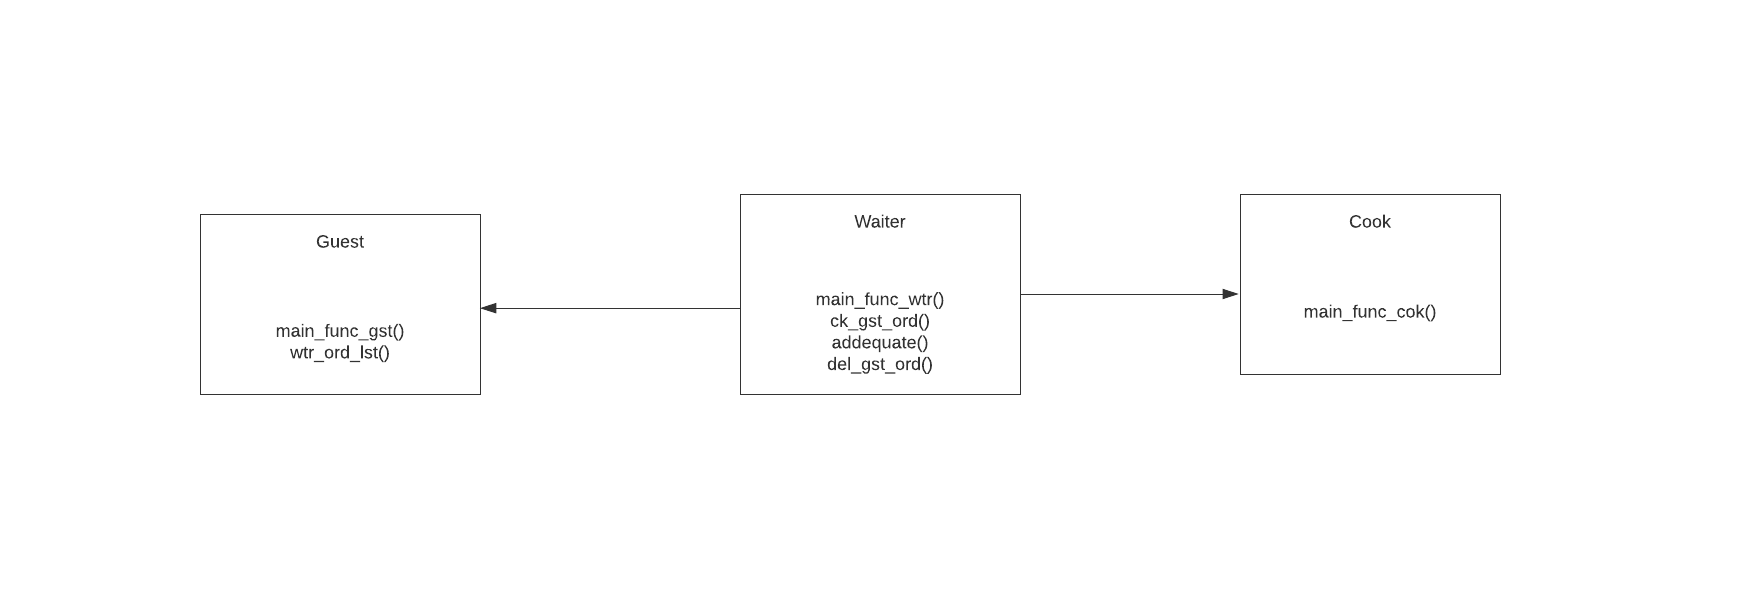 Guest
main_func_gst()
wtr_ord_lst()
Waiter
main_func_wtr()
ck_gst_ord()
addequate()
del_gst_ord()
Cook
main_func_cok()